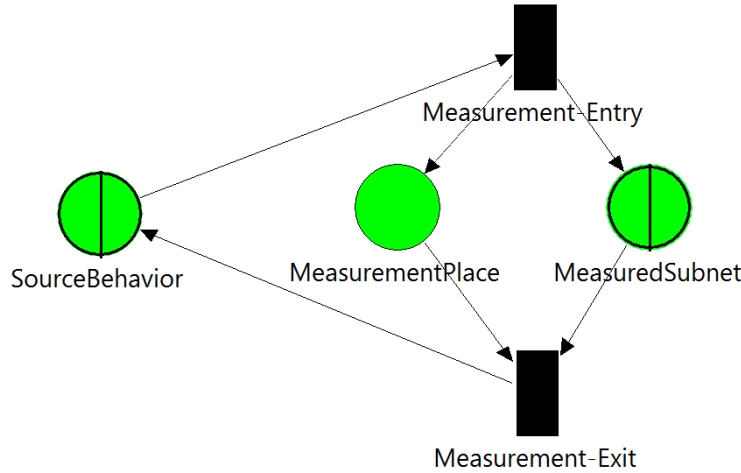 Measurement-Entry
SourceBehavior
MeasurementPlace
MeasuredSubnet
Measurement-Exit